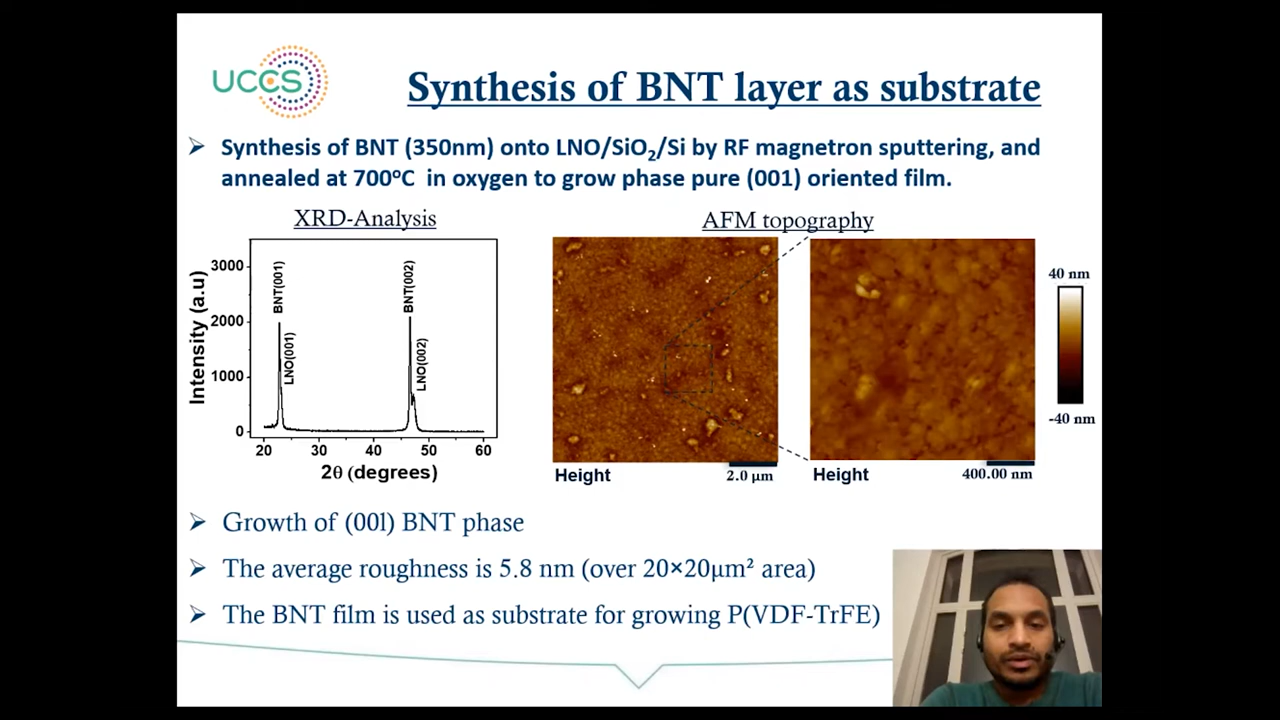 UCCS
Synthesis of BNT layer as substrate
➢ Synthesis of BNT (350nm) onto LNO/SiO₂/Si by RF magnetron sputtering, and
annealed at 700ºC in oxygen to grow phase pure (001) oriented film.
XRD-Analysis
Intensity (a.u)
3000
2000
1000
0
BNT(001)
LNO(001)
BNT(002)
LNO(002)
20 30 40 50 60
2θ (degrees)
AFM topography
Height 2.0 µm
Height 400.00 nm
40 nm
-40 nm
➢ Growth of (00l) BNT phase
➢ The average roughness is 5.8 nm (over 20×20µm² area)
➢ The BNT film is used as substrate for growing P(VDF-TrFE)